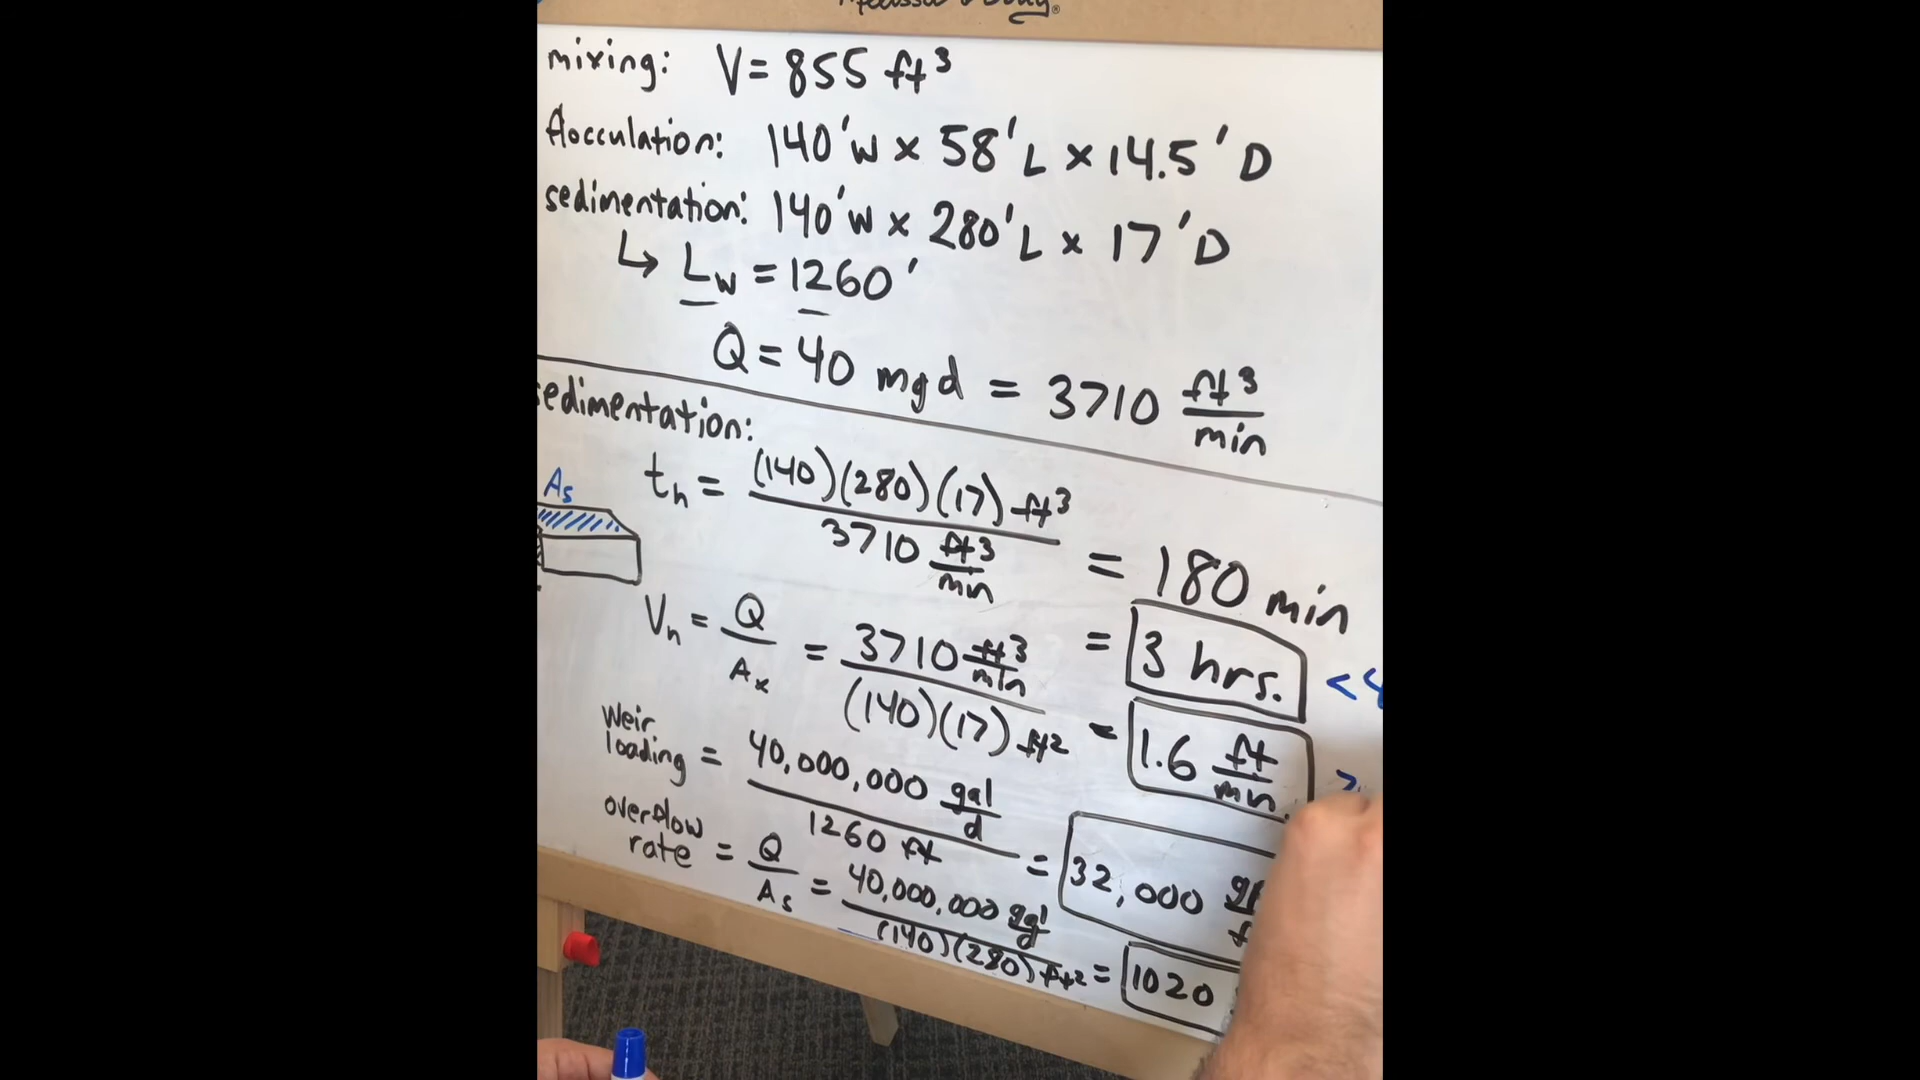 mixing: V = 855 ft³
flocculation: 140'W x 58'L x 14.5'D
sedimentation: 140'W x 280'L x 17'D
↳ Lw = 1260'
Q = 40 mgd = 3710 ft³/min
sedimentation:
As
th = (140)(280)(17) ft³ / 3710 ft³/min = 180 min
= 3 hrs. <
Vh = Q/Ax = 3710 ft³/min / (140)(17) ft² = 1.6 ft/min
weir loading = 40,000,000 gal/d / 1260 ft = 32,000
overflow rate = Q/As = 40,000,000 gal / (140)(280) ft² = 1020